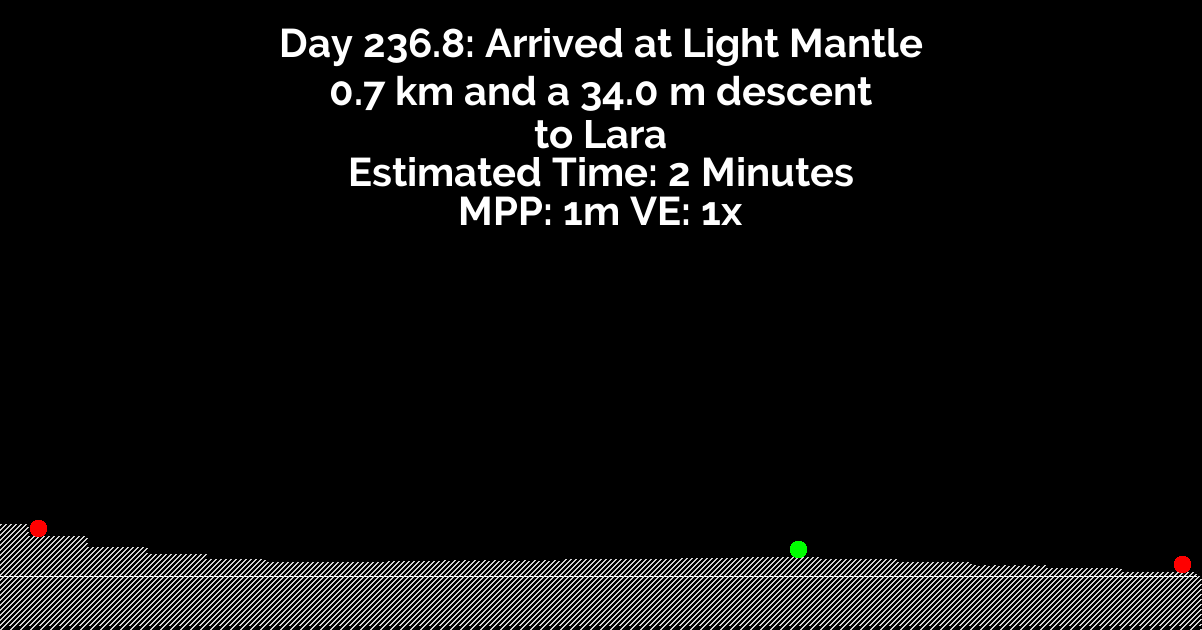 Day 236.8: Arrived at Light Mantle
0.7 km and a 34.0 m descent
to Lara
Estimated Time: 2 Minutes
MPP: 1m VE: 1x